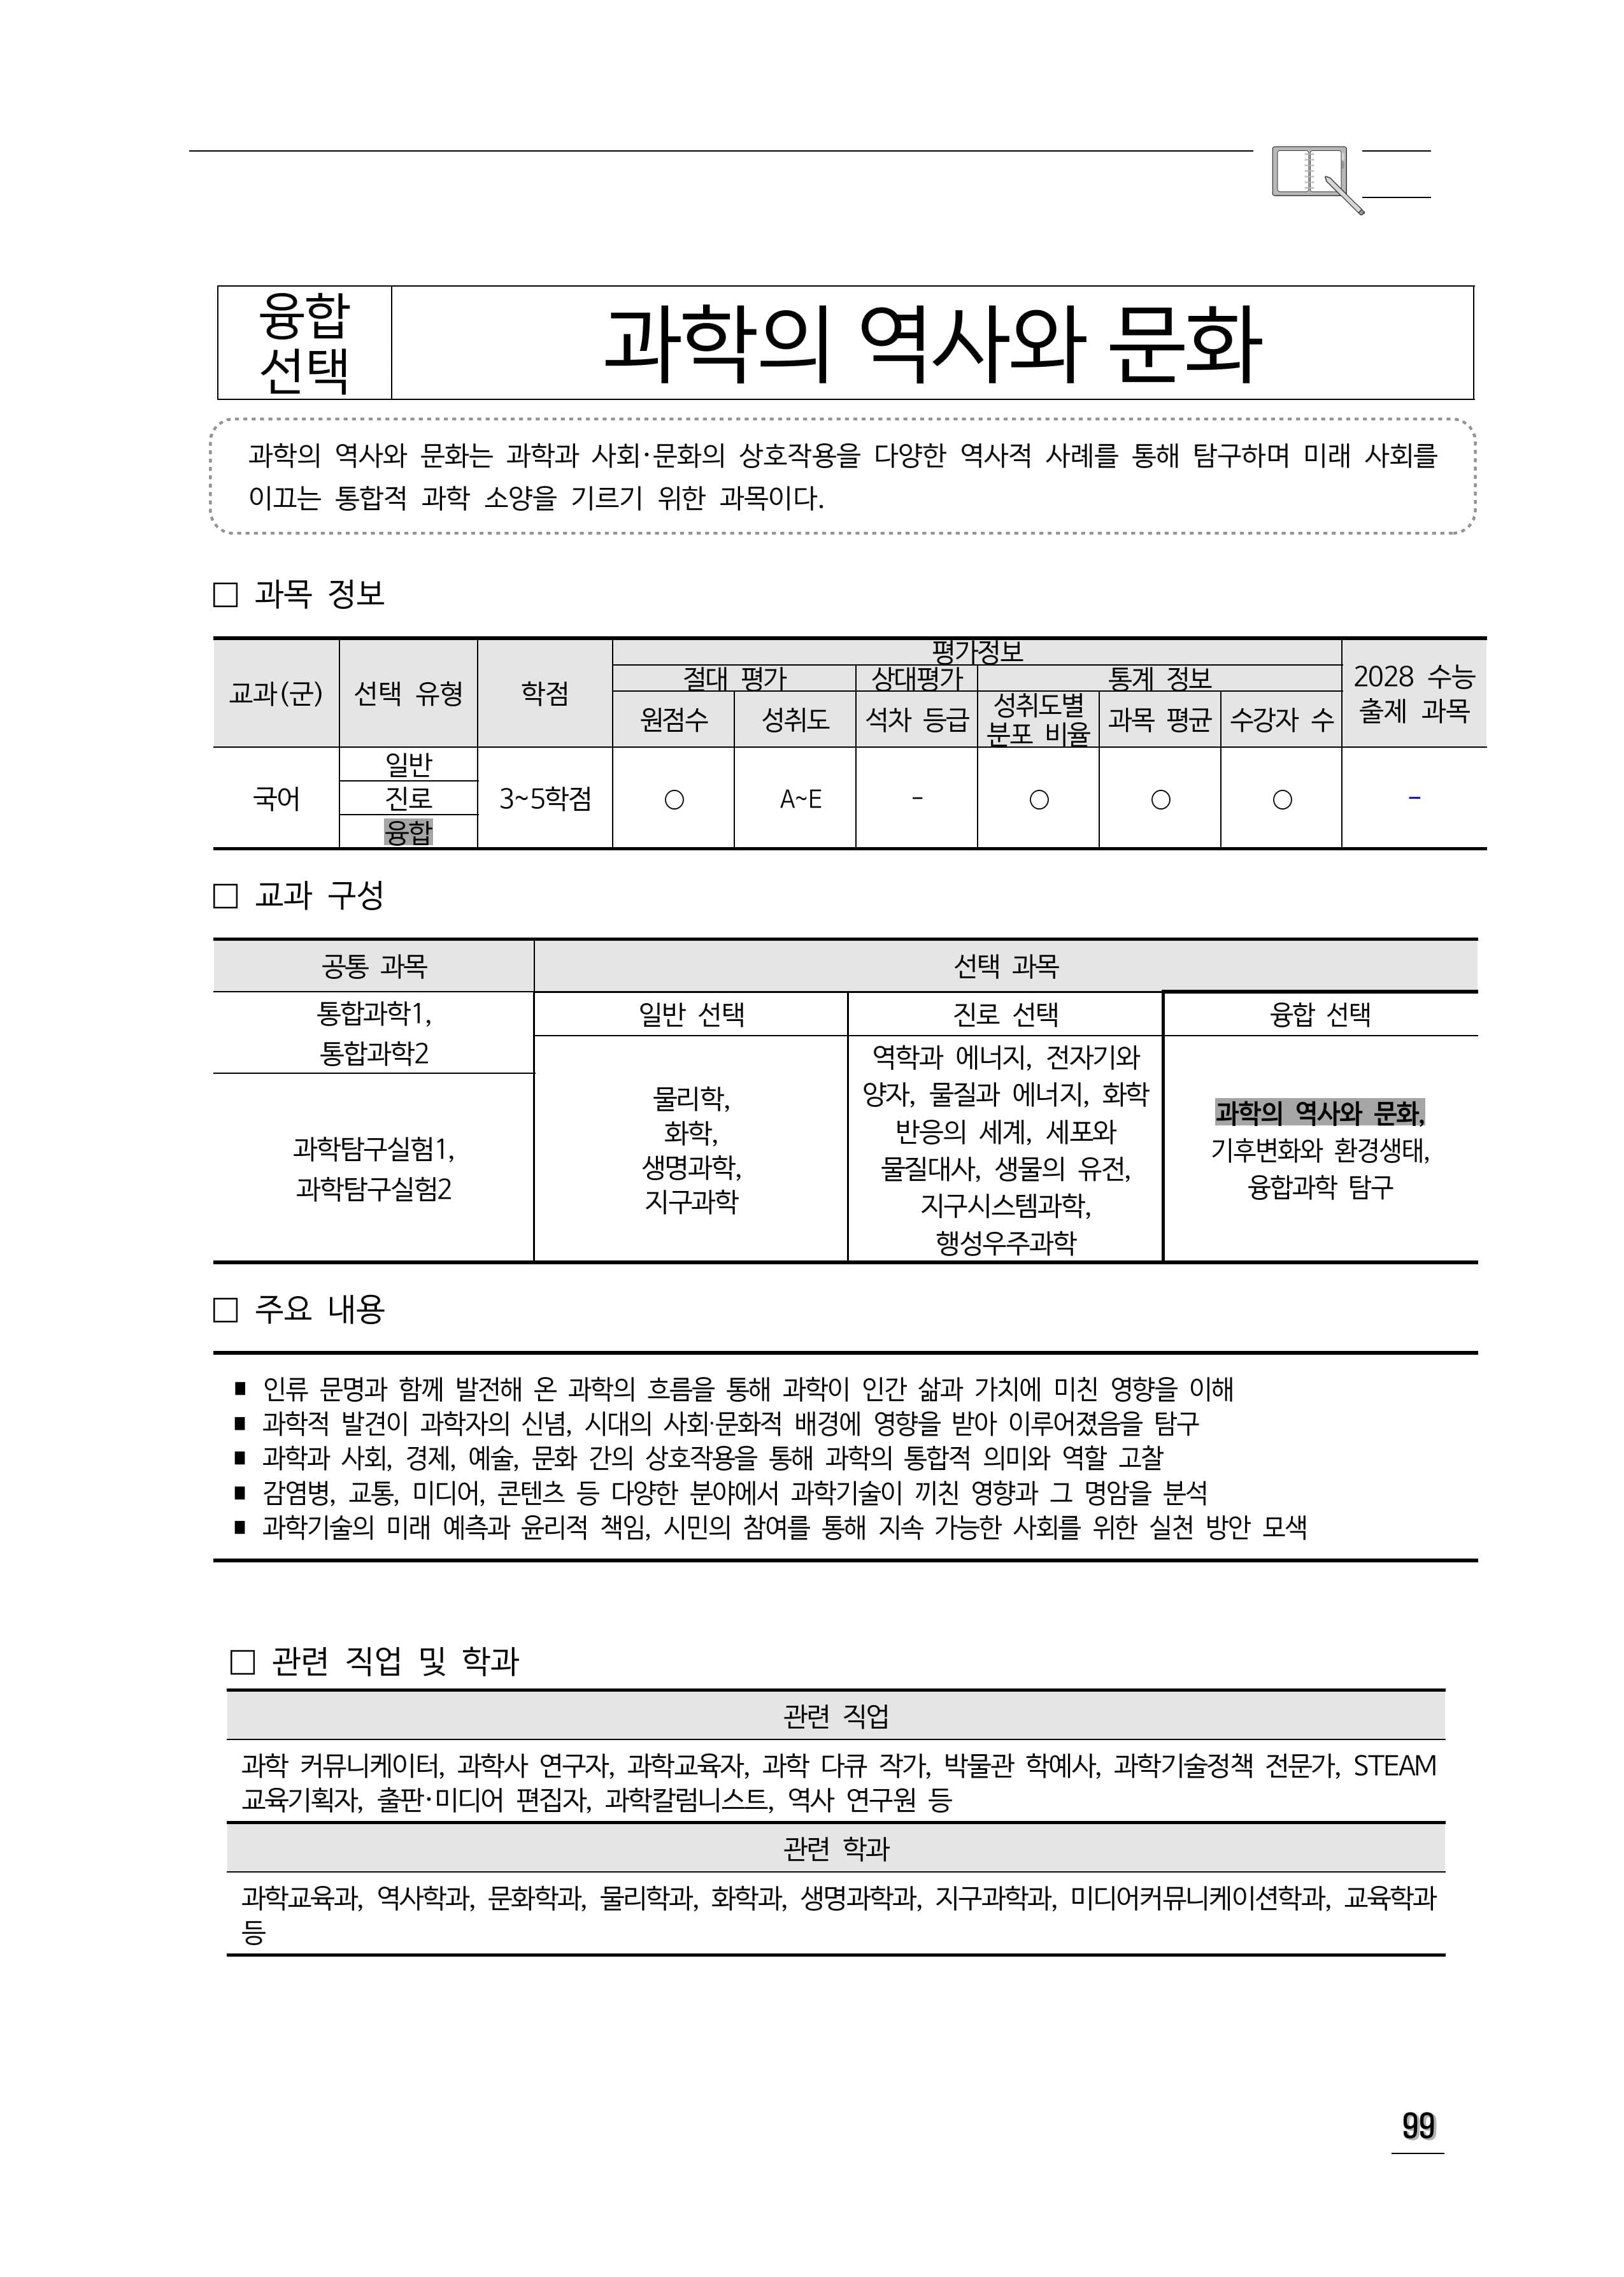 융합
선택
과학의 역사와 문화
과학의 역사와 문화는 과학과 사회·문화의 상호작용을 다양한 역사적 사례를 통해 탐구하며 미래 사회를
이끄는 통합적 과학 소양을 기르기 위한 과목이다.
□ 과목 정보
교과(군) 선택 유형 학점 평가정보 2028 수능
출제 과목
절대 평가 상대평가 통계 정보
원점수 성취도 석차 등급 성취도별
분포 비율 과목 평균 수강자 수
국어 일반
진로
융합
3~5학점 ○ A~E - ○ ○ ○ -
□ 교과 구성
공통 과목 선택 과목
통합과학1,
통합과학2
과학탐구실험1,
과학탐구실험2
일반 선택
물리학,
화학,
생명과학,
지구과학
진로 선택
역학과 에너지, 전자기와
양자, 물질과 에너지, 화학
반응의 세계, 세포와
물질대사, 생물의 유전,
지구시스템과학,
행성우주과학
융합 선택
과학의 역사와 문화,
기후변화와 환경생태,
융합과학 탐구
□ 주요 내용
■ 인류 문명과 함께 발전해 온 과학의 흐름을 통해 과학이 인간 삶과 가치에 미친 영향을 이해
■ 과학적 발견이 과학자의 신념, 시대의 사회·문화적 배경에 영향을 받아 이루어졌음을 탐구
■ 과학과 사회, 경제, 예술, 문화 간의 상호작용을 통해 과학의 통합적 의미와 역할 고찰
■ 감염병, 교통, 미디어, 콘텐츠 등 다양한 분야에서 과학기술이 끼친 영향과 그 명암을 분석
■ 과학기술의 미래 예측과 윤리적 책임, 시민의 참여를 통해 지속 가능한 사회를 위한 실천 방안 모색
□ 관련 직업 및 학과
관련 직업
과학 커뮤니케이터, 과학사 연구자, 과학교육자, 과학 다큐 작가, 박물관 학예사, 과학기술정책 전문가, STEAM
교육기획자, 출판·미디어 편집자, 과학칼럼니스트, 역사 연구원 등
관련 학과
과학교육과, 역사학과, 문화학과, 물리학과, 화학과, 생명과학과, 지구과학과, 미디어커뮤니케이션학과, 교육학과
등
99